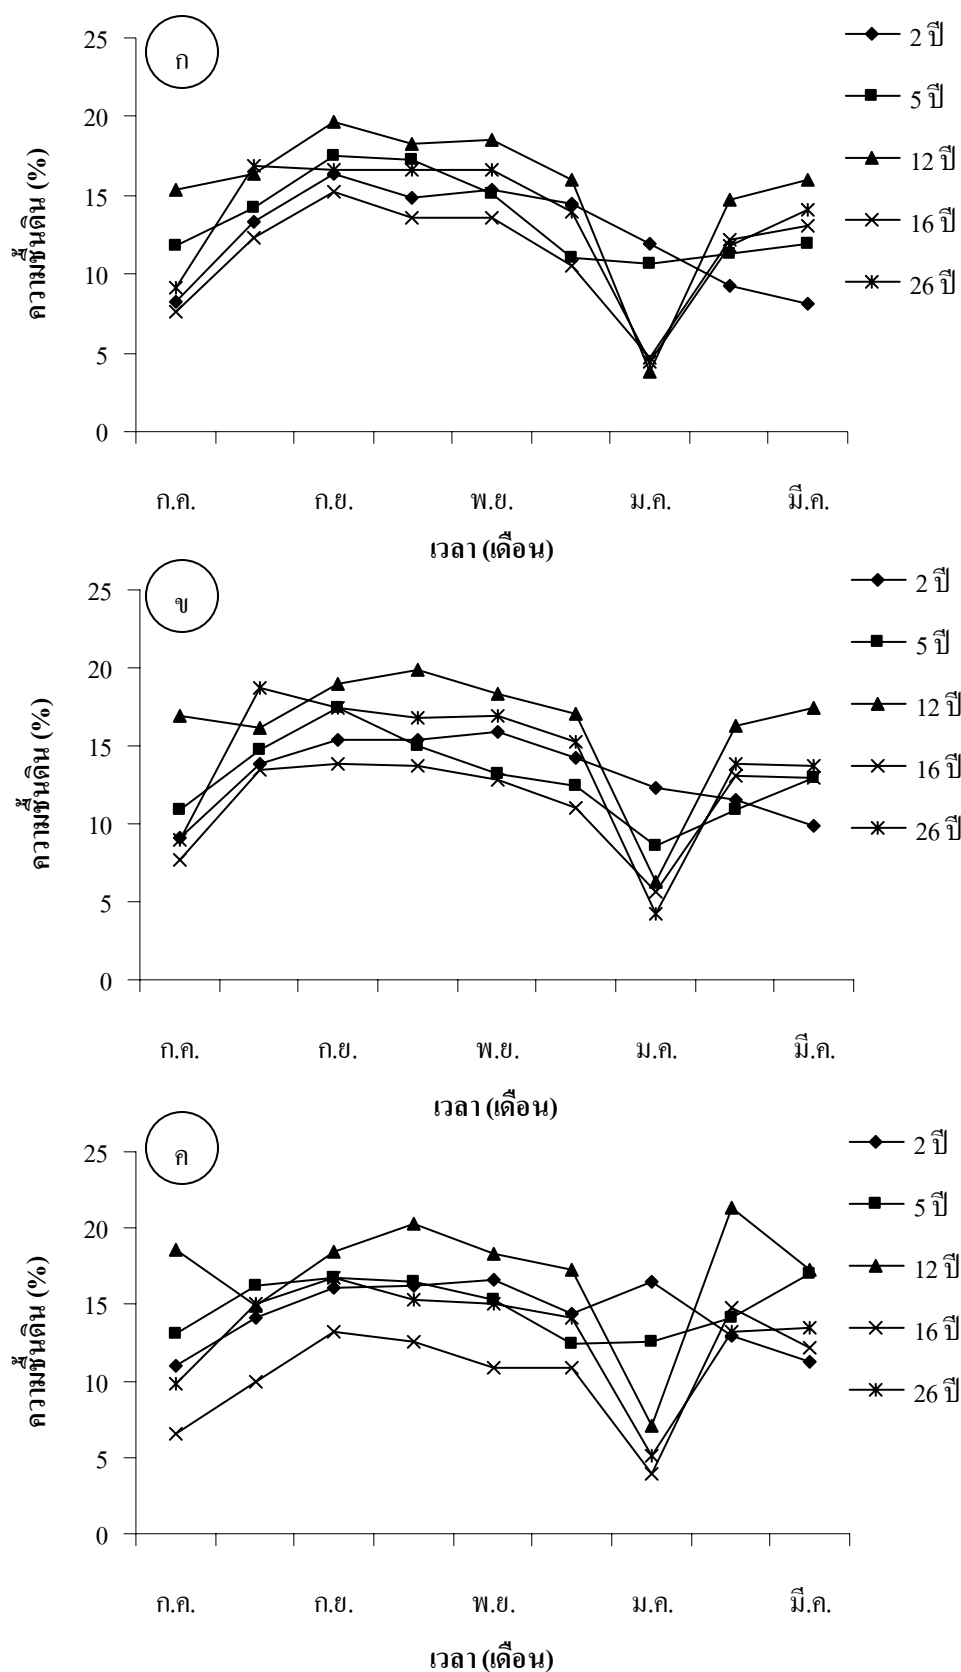 ก
25
20
15
10
5
0
ความชื้นดิน (%)
ก.ค. ก.ย. พ.ย. ม.ค. มี.ค.
เวลา (เดือน)
2 ปี
5 ปี
12 ปี
16 ปี
26 ปี
ข
25
20
15
10
5
0
ความชื้นดิน (%)
ก.ค. ก.ย. พ.ย. ม.ค. มี.ค.
เวลา (เดือน)
2 ปี
5 ปี
12 ปี
16 ปี
26 ปี
ค
25
20
15
10
5
0
ความชื้นดิน (%)
ก.ค. ก.ย. พ.ย. ม.ค. มี.ค.
เวลา (เดือน)
2 ปี
5 ปี
12 ปี
16 ปี
26 ปี